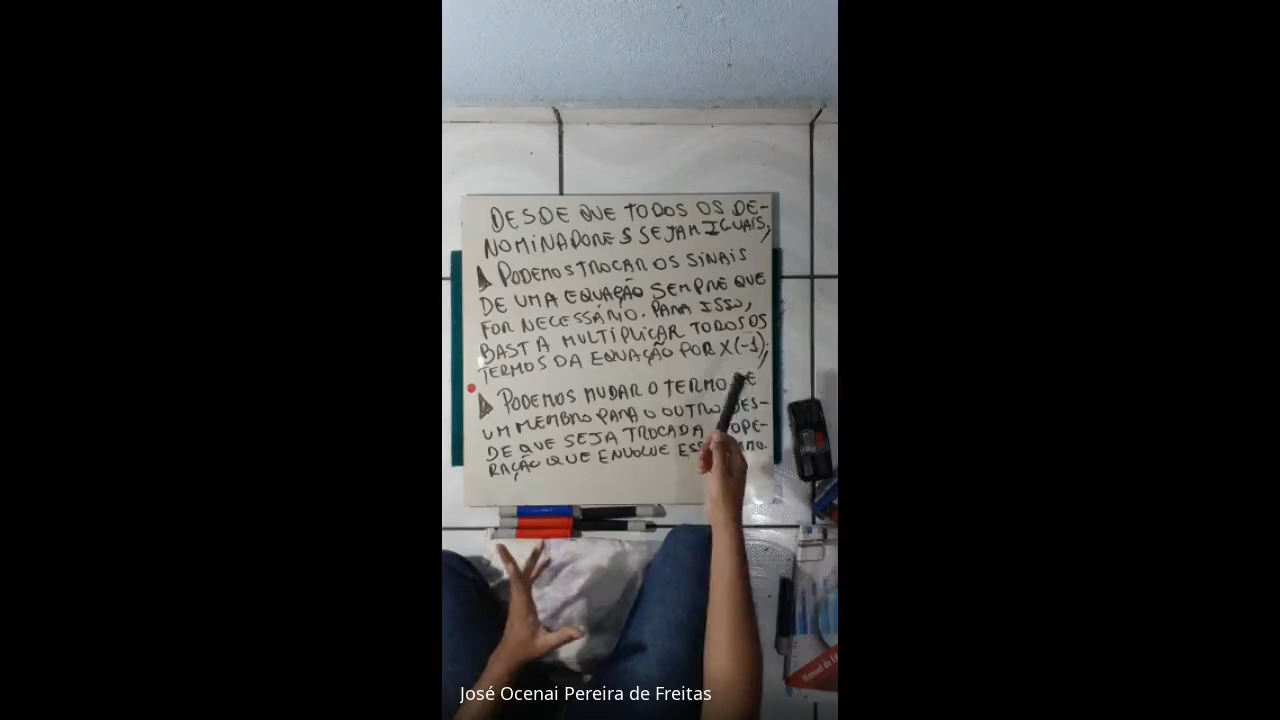 DESDE QUE TODOS OS DE-
NOMINADORES SEJAM IGUAIS;
PODEMOS TROCAR OS SINAIS
DE UMA EQUAÇÃO SEMPRE QUE
FOR NECESSÁRIO. PARA ISSO,
BASTA MULTIPLICAR TODOS OS
TERMOS DA EQUAÇÃO POR X(-1);
PODEMOS MUDAR O TERMO DE
UM MEMBRO PARA O OUTRO DES-
DE QUE SEJA TROCADA OPE-
RAÇÃO QUE ENVOLVE
José Ocenai Pereira de Freitas